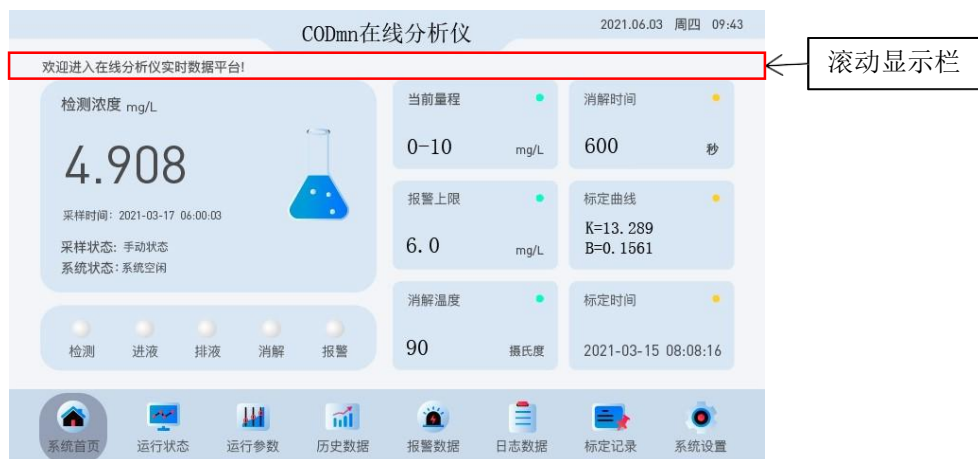 CODmn在线分析仪
2021.06.03 周四 09:43
欢迎进入在线分析仪实时数据平台!
滚动显示栏
检测浓度 mg/L
4.908
采样时间: 2021-03-17 06:00:03
采样状态: 手动状态
系统状态: 系统空闲
检测 进液 排液 消解 报警
当前量程
0-10 mg/L
消解时间
600 秒
报警上限
6.0 mg/L
标定曲线
K=13.289
B=0.1561
消解温度
90 摄氏度
标定时间
2021-03-15 08:08:16
系统首页 运行状态 运行参数 历史数据 报警数据 日志数据 标定记录 系统设置